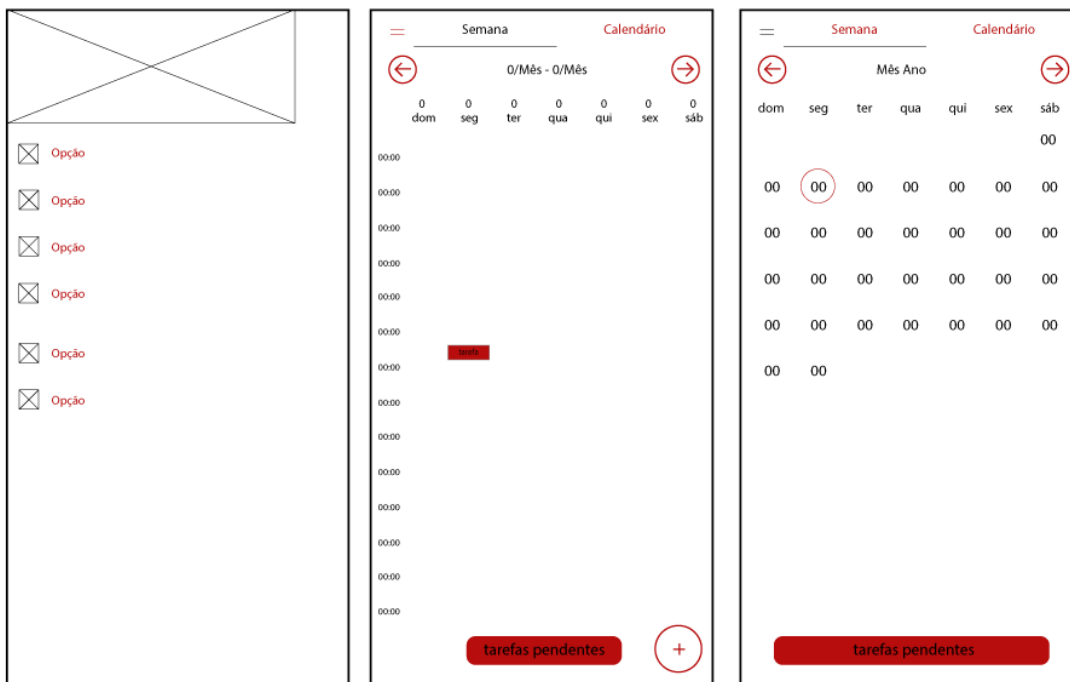 Opção
Opção
Opção
Opção
Opção
Opção
Semana Calendário
0/Mês - 0/Mês
0 0 0 0 0 0 0
dom seg ter qua qui sex sáb
00:00
00:00
00:00
00:00
00:00
00:00
tarefa
00:00
00:00
00:00
00:00
00:00
00:00
00:00
00:00
tarefas pendentes +
Semana Calendário
Mês Ano
dom seg ter qua qui sex sáb
00
00 00 00 00 00 00 00
00 00 00 00 00 00 00
00 00 00 00 00 00 00
00 00 00 00 00 00 00
00 00
tarefas pendentes